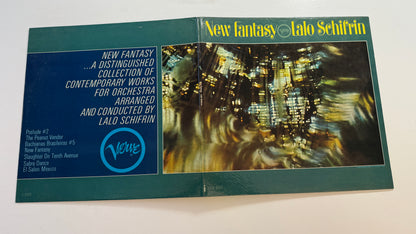 New fantasy Verve Lalo Schifrin
NEW FANTASY
...A DISTINGUISHED
COLLECTION OF
CONTEMPORARY WORKS
FOR ORCHESTRA
ARRANGED
AND CONDUCTED BY
LALO SCHIFRIN
Prelude #2
The Peanut Vendor
Bachianas Brasileiras #5
New Fantasy
Slaughter On Tenth Avenue
Sabre Dance
El Salon Mexico
Verve